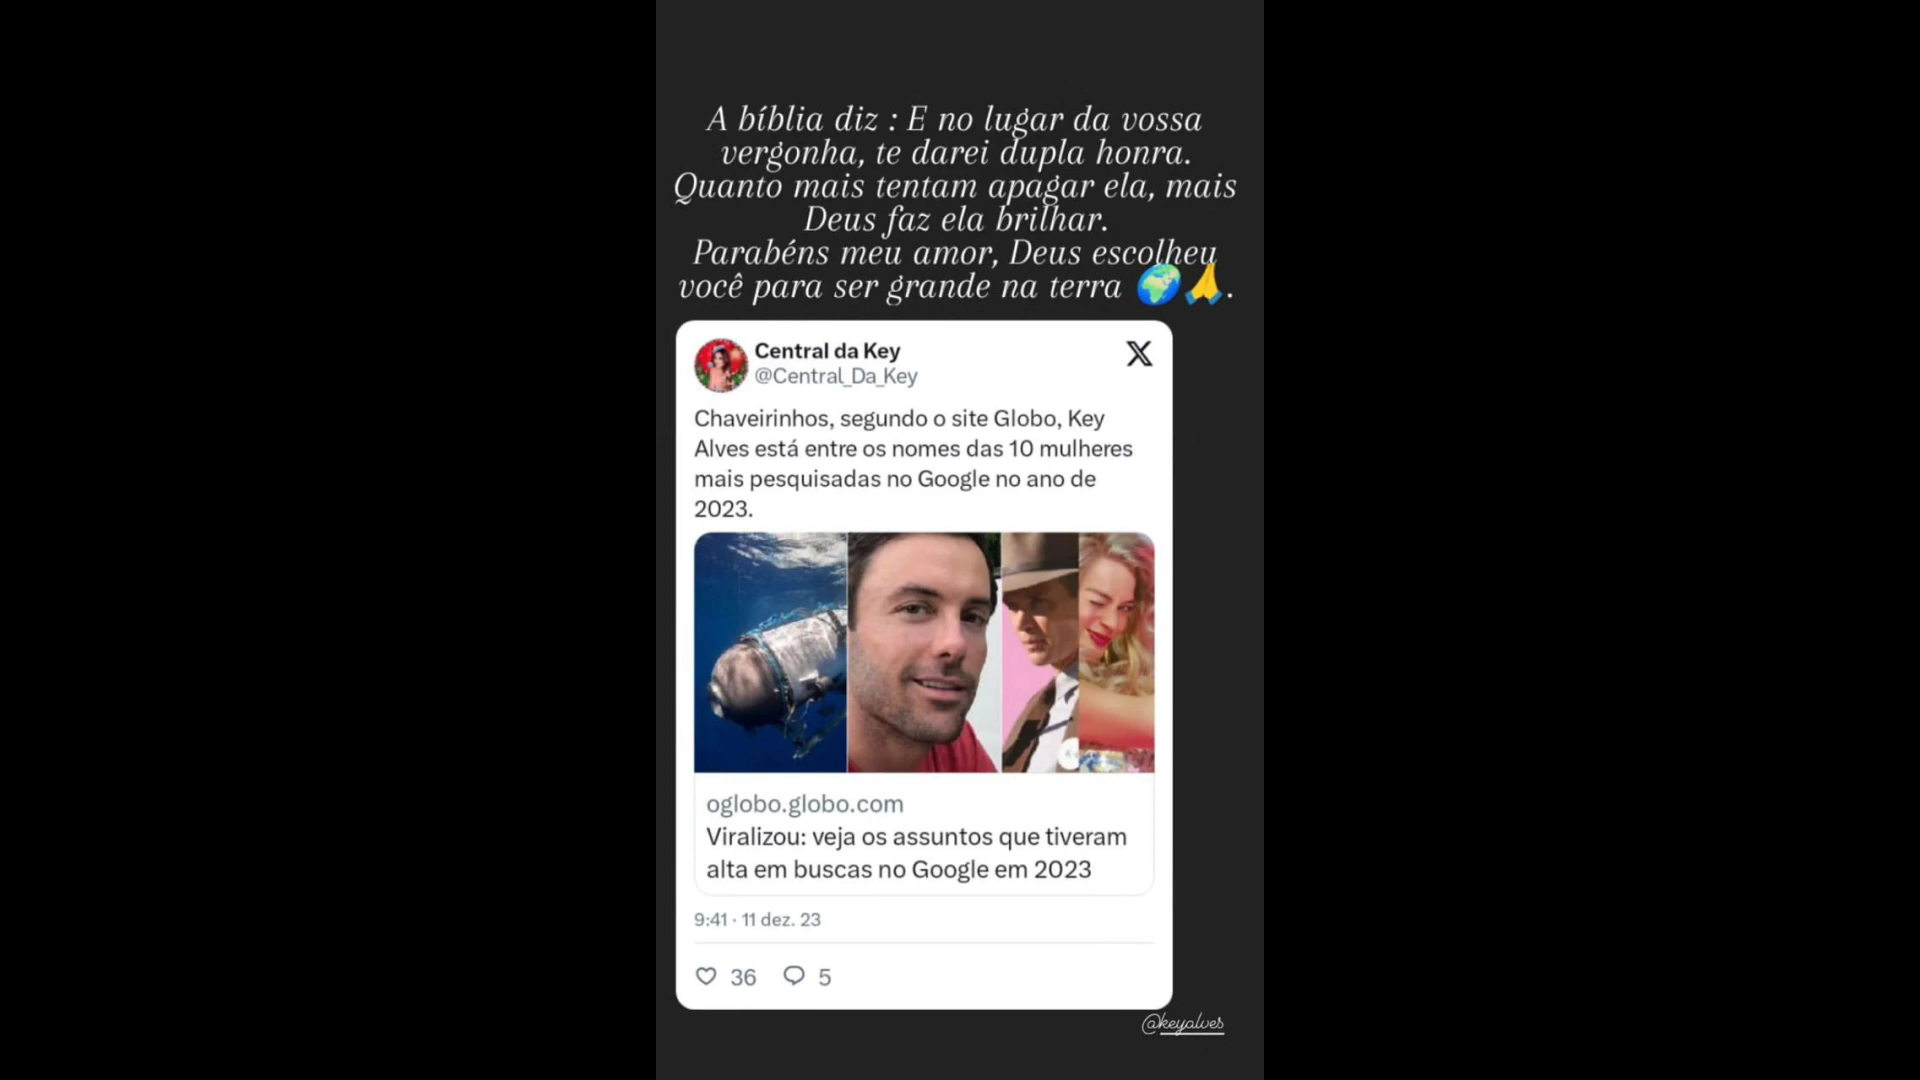 A bíblia diz : E no lugar da vossa
vergonha, te darei dupla honra.
Quanto mais tentam apagar ela, mais
Deus faz ela brilhar.
Parabéns meu amor, Deus escolheu
você para ser grande na terra 🌍🙏.
Central da Key
@Central_Da_Key
Chaveirinhos, segundo o site Globo, Key
Alves está entre os nomes das 10 mulheres
mais pesquisadas no Google no ano de
2023.
oglobo.globo.com
Viralizou: veja os assuntos que tiveram
alta em buscas no Google em 2023
9:41 · 11 dez. 23
36 5
@keyalves